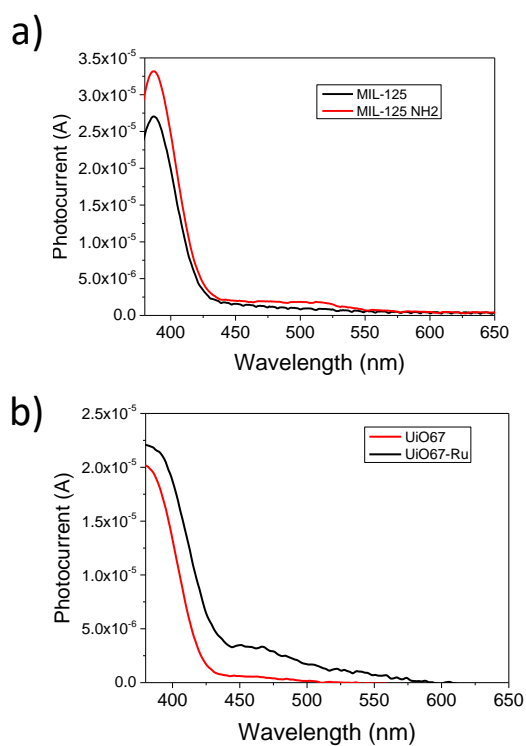 a)
3.5x10⁻⁵
3.0x10⁻⁵
2.5x10⁻⁵
2.0x10⁻⁵
1.5x10⁻⁵
1.0x10⁻⁵
5.0x10⁻⁶
0.0
Photocurrent (A)
MIL-125
MIL-125 NH2
400 450 500 550 600 650
Wavelength (nm)
b)
2.5x10⁻⁵
2.0x10⁻⁵
1.5x10⁻⁵
1.0x10⁻⁵
5.0x10⁻⁶
0.0
Photocurrent (A)
UiO67
UiO67-Ru
400 450 500 550 600 650
Wavelength (nm)